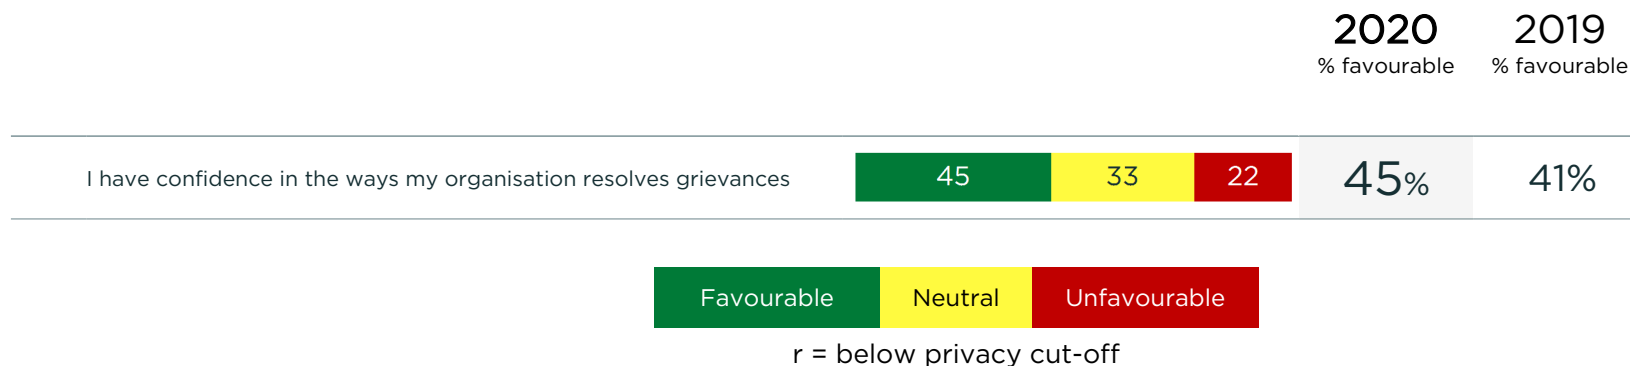 2020 2019
% favourable % favourable
I have confidence in the ways my organisation resolves grievances 45 33 22 45% 41%
Favourable Neutral Unfavourable
r = below privacy cut-off